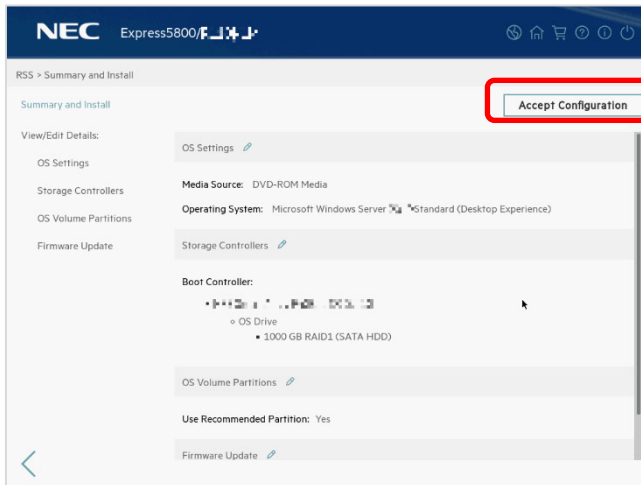 NEC Express5800/
RSS > Summary and Install
Summary and Install
Accept Configuration
View/Edit Details:
OS Settings
Storage Controllers
OS Volume Partitions
Firmware Update
OS Settings
Media Source: DVD-ROM Media
Operating System: Microsoft Windows Server Standard (Desktop Experience)
Storage Controllers
Boot Controller:
OS Drive
1000 GB RAID1 (SATA HDD)
OS Volume Partitions
Use Recommended Partition: Yes
Firmware Update